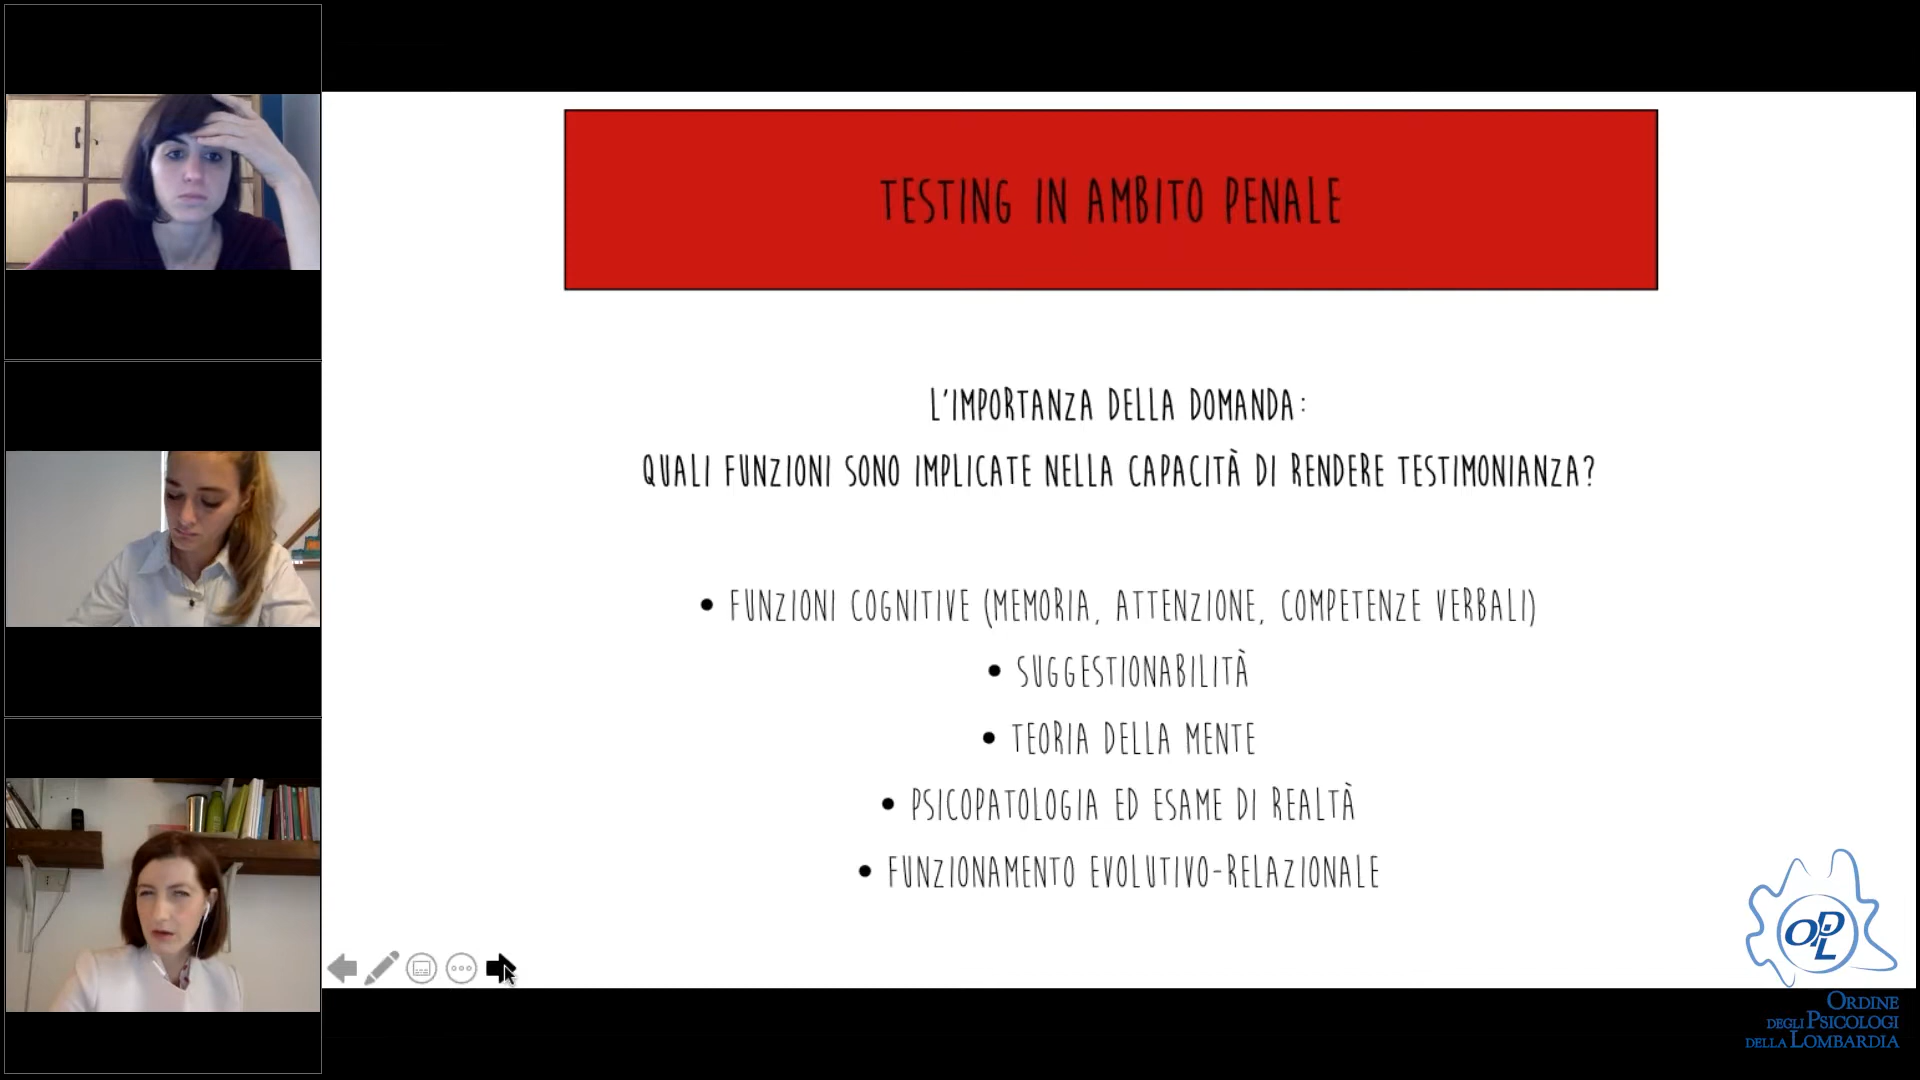 TESTING IN AMBITO PENALE
L'IMPORTANZA DELLA DOMANDA:
QUALI FUNZIONI SONO IMPLICATE NELLA CAPACITÀ DI RENDERE TESTIMONIANZA?
• FUNZIONI COGNITIVE (MEMORIA, ATTENZIONE, COMPETENZE VERBALI)
• SUGGESTIONABILITÀ
• TEORIA DELLA MENTE
• PSICOPATOLOGIA ED ESAME DI REALTÀ
• FUNZIONAMENTO EVOLUTIVO-RELAZIONALE
OPL
ORDINE
DEGLI PSICOLOGI
DELLA LOMBARDIA